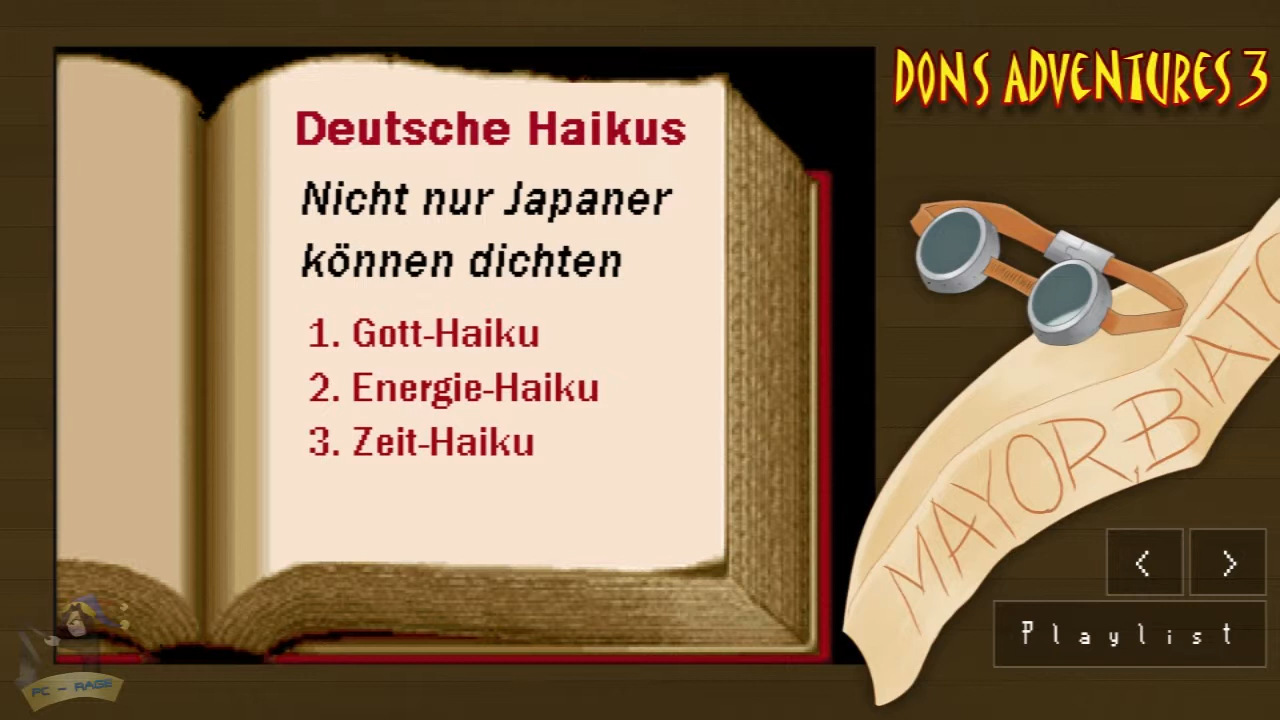 DONS ADVENTURES 3
Deutsche Haikus
Nicht nur Japaner
können dichten
1. Gott-Haiku
2. Energie-Haiku
3. Zeit-Haiku
MAYOR,BIATC
<
>
Playlist
PC - RAGE